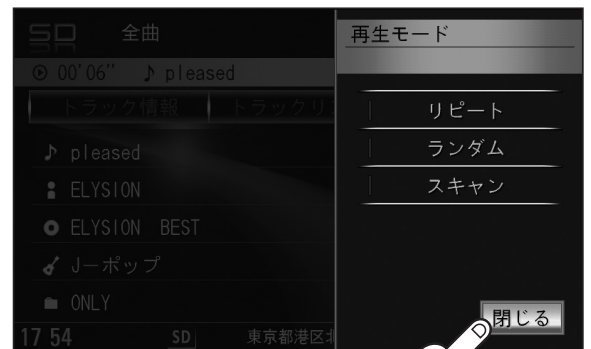 SD 全曲
00'06'' ♪ pleased
トラック情報 トラックリ
pleased
ELYSION
ELYSION BEST
J－ポップ
ONLY
17 54 SD 東京都港区北
再生モード
リピート
ランダム
スキャン
閉じる